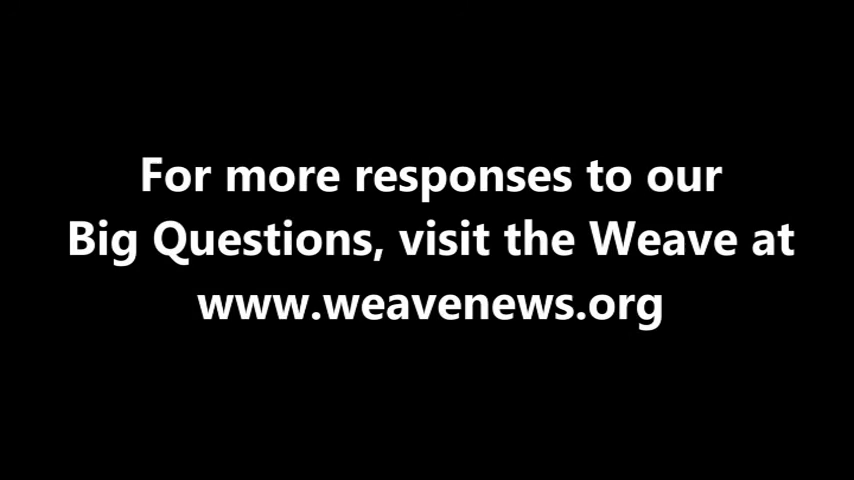 For more responses to our
Big Questions, visit the Weave at
www.weavenews.org